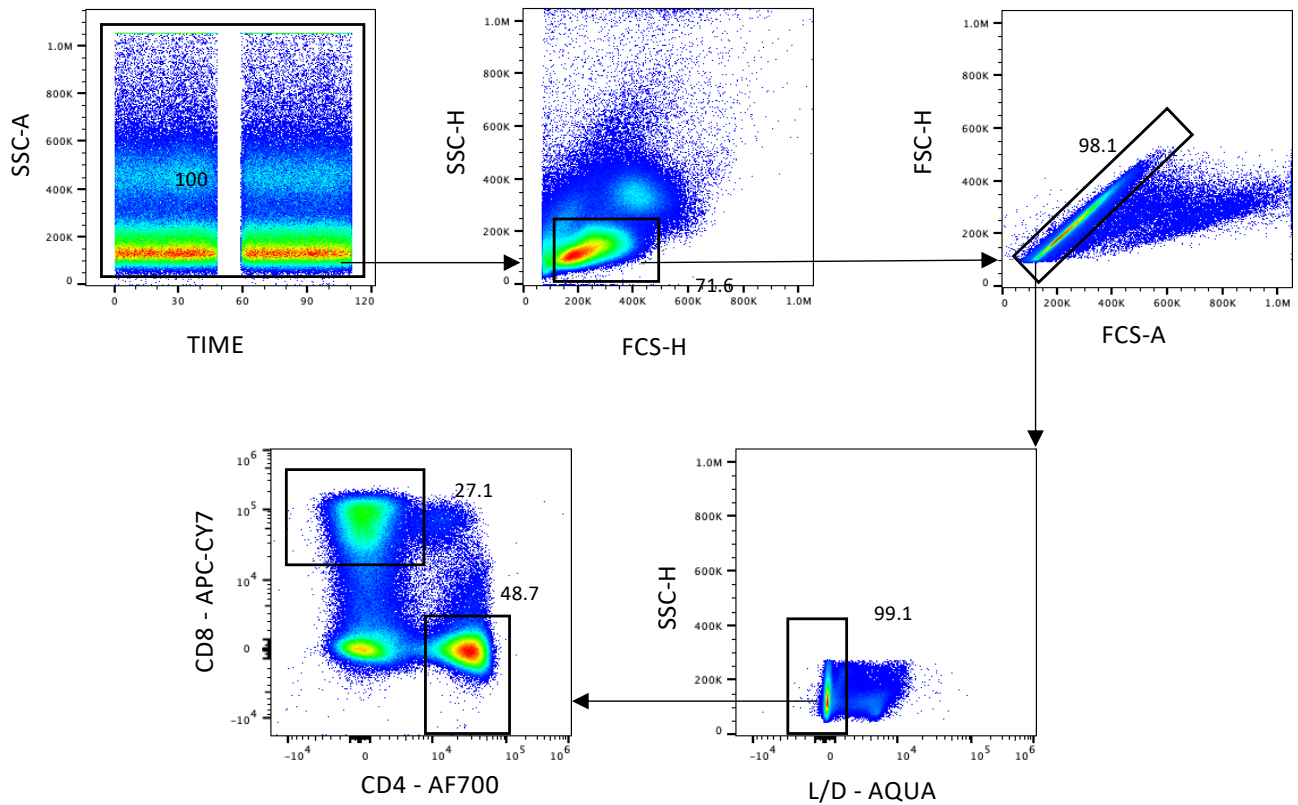 SSC-A
1.0M
800K
600K
400K
200K
0
100
0 30 60 90 120
TIME
SSC-H
1.0M
800K
600K
400K
200K
0
71.6
200K 400K 600K 800K 1.0M
FCS-H
FSC-H
1.0M
800K
600K
400K
200K
0
98.1
0 200K 400K 600K 800K 1.0M
FCS-A
CD8 - APC-CY7
10^6
10^5
10^4
0
-10^4
27.1
48.7
-10^4 0 10^4 10^5 10^6
CD4 - AF700
SSC-H
1.0M
800K
600K
400K
200K
0
99.1
-10^4 0 10^4 10^5 10^6
L/D - AQUA